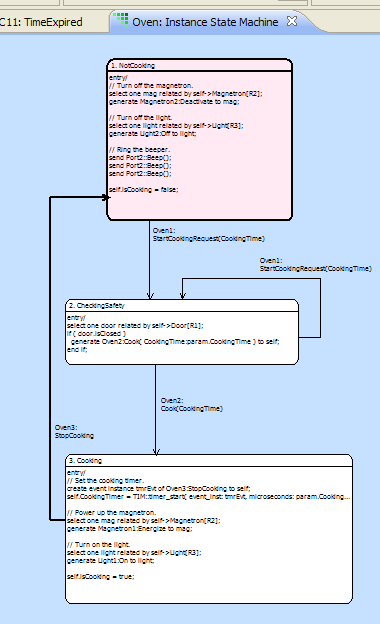 C11: TimeExpired
Oven: Instance State Machine
1. NotCooking
entry/
// Turn off the magnetron.
select one mag related by self->Magnetron[R2];
generate Magnetron2:Deactivate to mag;
// Turn off the light.
select one light related by self->Light[R3];
generate Light2:Off to light;
// Ring the beeper.
send Port2::Beep();
send Port2::Beep();
send Port2::Beep();
self.isCooking = false;
Oven1:
StartCookingRequest(CookingTime)
Oven1:
StartCookingRequest(CookingTime)
2. CheckingSafety
entry/
select one door related by self->Door[R1];
if ( door.isClosed )
generate Oven2:Cook( CookingTime:param.CookingTime ) to self;
end if;
Oven2:
Cook(CookingTime)
Oven3:
StopCooking
3. Cooking
entry/
// Set the cooking timer.
create event instance tmrEvt of Oven3:StopCooking to self;
self.CookingTimer = TIM::timer_start( event_inst: tmrEvt, microseconds: param.Cooking...
// Power up the magnetron.
select one mag related by self->Magnetron[R2];
generate Magnetron1:Energize to mag;
// Turn on the light.
select one light related by self->Light[R3];
generate Light1:On to light;
self.isCooking = true;